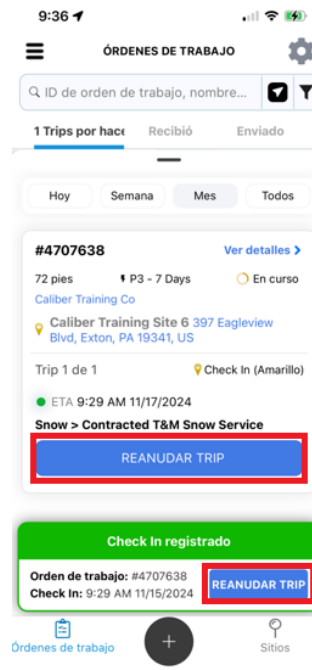 9:36
ÓRDENES DE TRABAJO
ID de orden de trabajo, nombre...
1 Trips por hace Recibió Enviado
Hoy Semana Mes Todos
#4707638 Ver detalles >
72 pies P3 - 7 Days En curso
Caliber Training Co
Caliber Training Site 6 397 Eagleview
Blvd, Exton, PA 19341, US
Trip 1 de 1 Check In (Amarillo)
ETA 9:29 AM 11/17/2024
Snow > Contracted T&M Snow Service
REANUDAR TRIP
Check In registrado
Orden de trabajo: #4707638
Check In: 9:29 AM 11/15/2024
REANUDAR TRIP
Órdenes de trabajo + Sitios